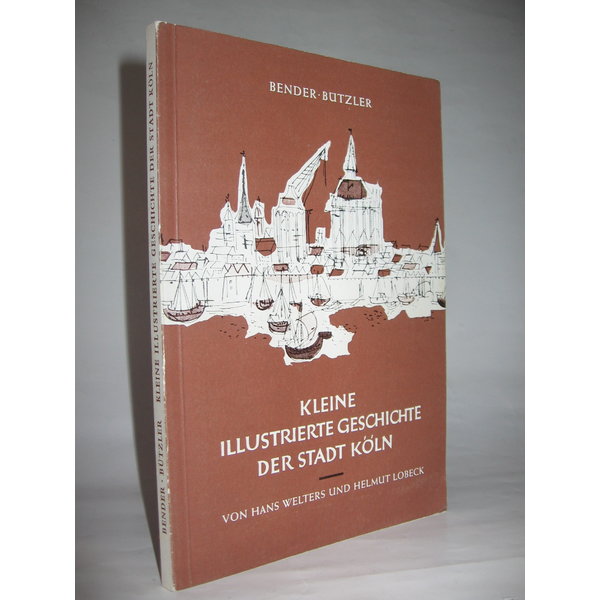 BENDER · BÜTZLER
KLEINE
ILLUSTRIERTE GESCHICHTE
DER STADT KÖLN
VON HANS WELTERS UND HELMUT LOBECK
BENDER · BÜTZLER KLEINE ILLUSTRIERTE GESCHICHTE DER STADT KÖLN